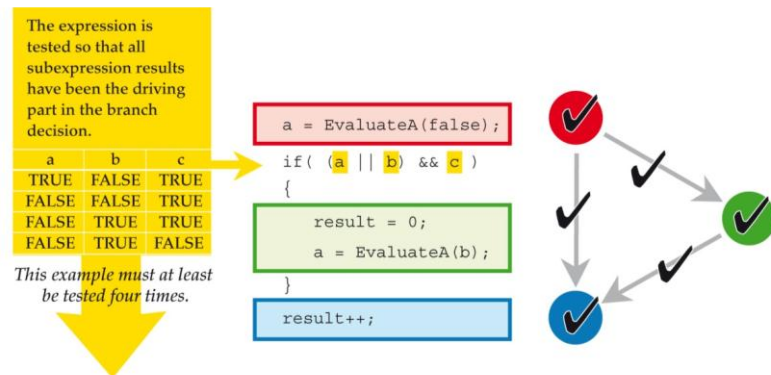 The expression is
tested so that all
subexpression results
have been the driving
part in the branch
decision.
a b c
TRUE FALSE TRUE
FALSE FALSE TRUE
FALSE TRUE TRUE
FALSE TRUE FALSE
This example must at least
be tested four times.
a = EvaluateA(false);
if( (a || b) && c )
{
result = 0;
a = EvaluateA(b);
}
result++;